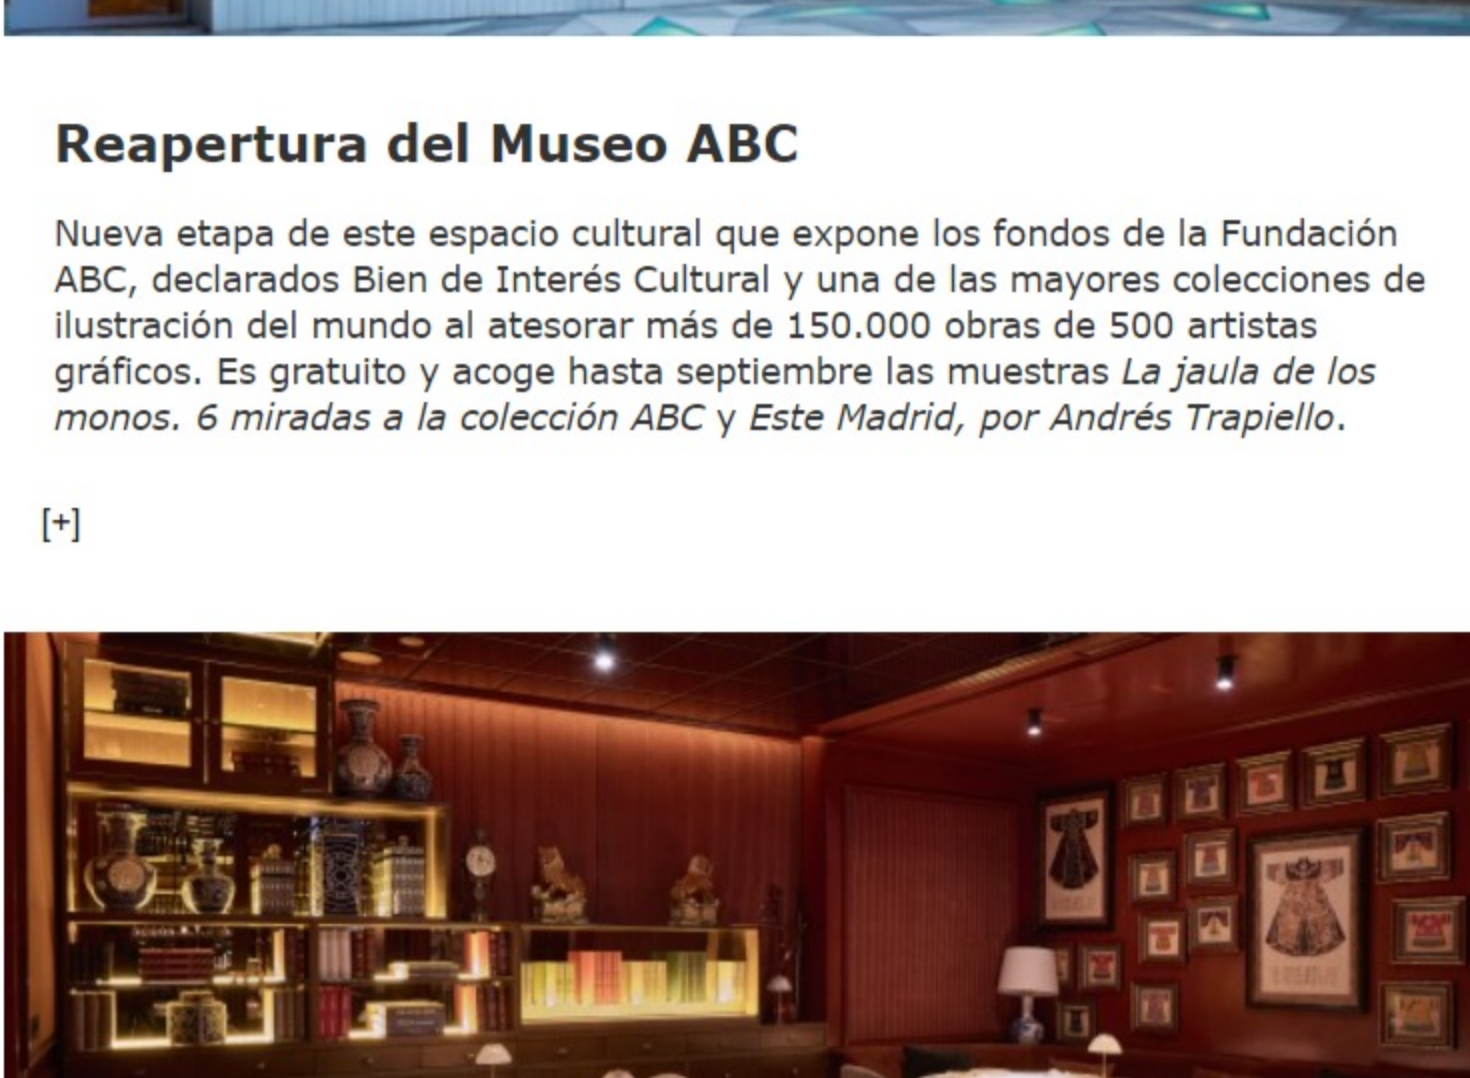 Reapertura del Museo ABC
Nueva etapa de este espacio cultural que expone los fondos de la Fundación
ABC, declarados Bien de Interés Cultural y una de las mayores colecciones de
ilustración del mundo al atesorar más de 150.000 obras de 500 artistas
gráficos. Es gratuito y acoge hasta septiembre las muestras La jaula de los
monos. 6 miradas a la colección ABC y Este Madrid, por Andrés Trapiello.
[+]